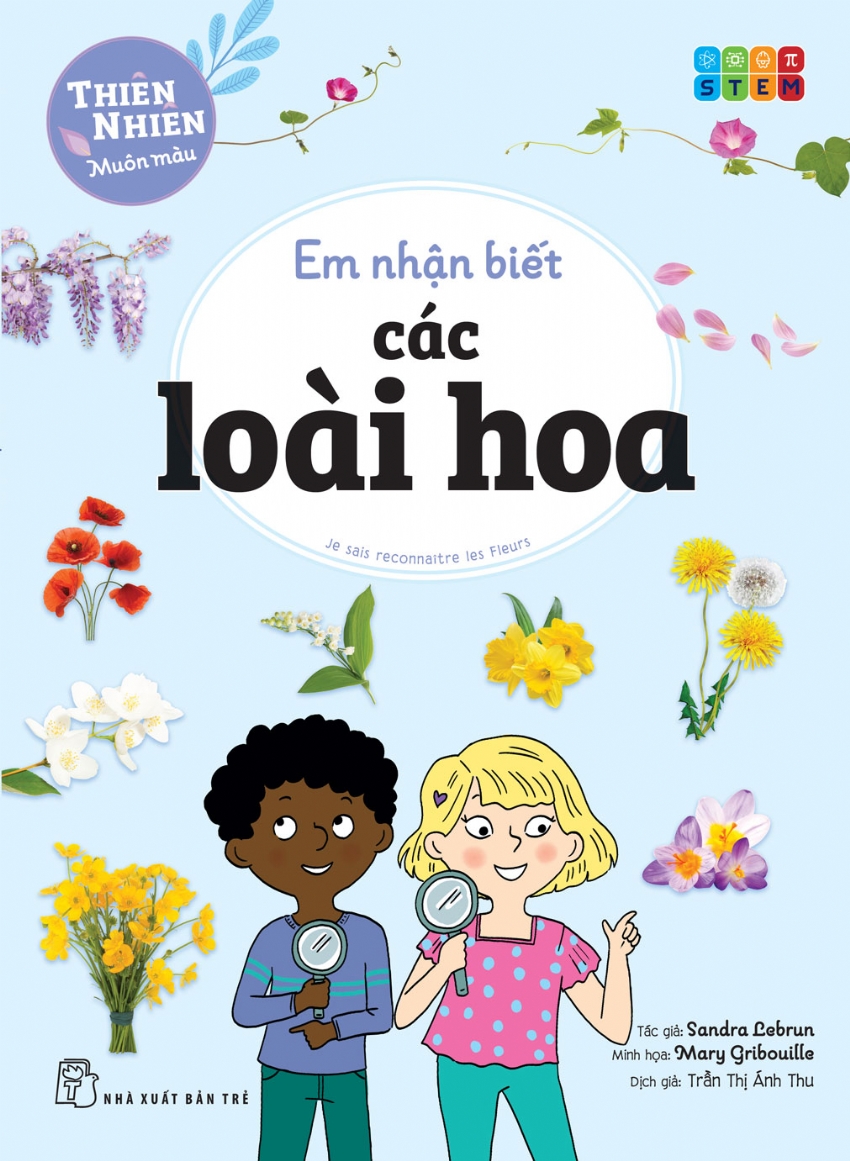 THIÊN
NHIÊN
Muôn màu
π
STEM
Em nhận biết
các
loài hoa
Je sais reconnaitre les Fleurs
Tác giả: Sandra Lebrun
Minh họa: Mary Gribouille
Dịch giả: Trần Thị Ánh Thu
T
NHÀ XUẤT BẢN TRẺ